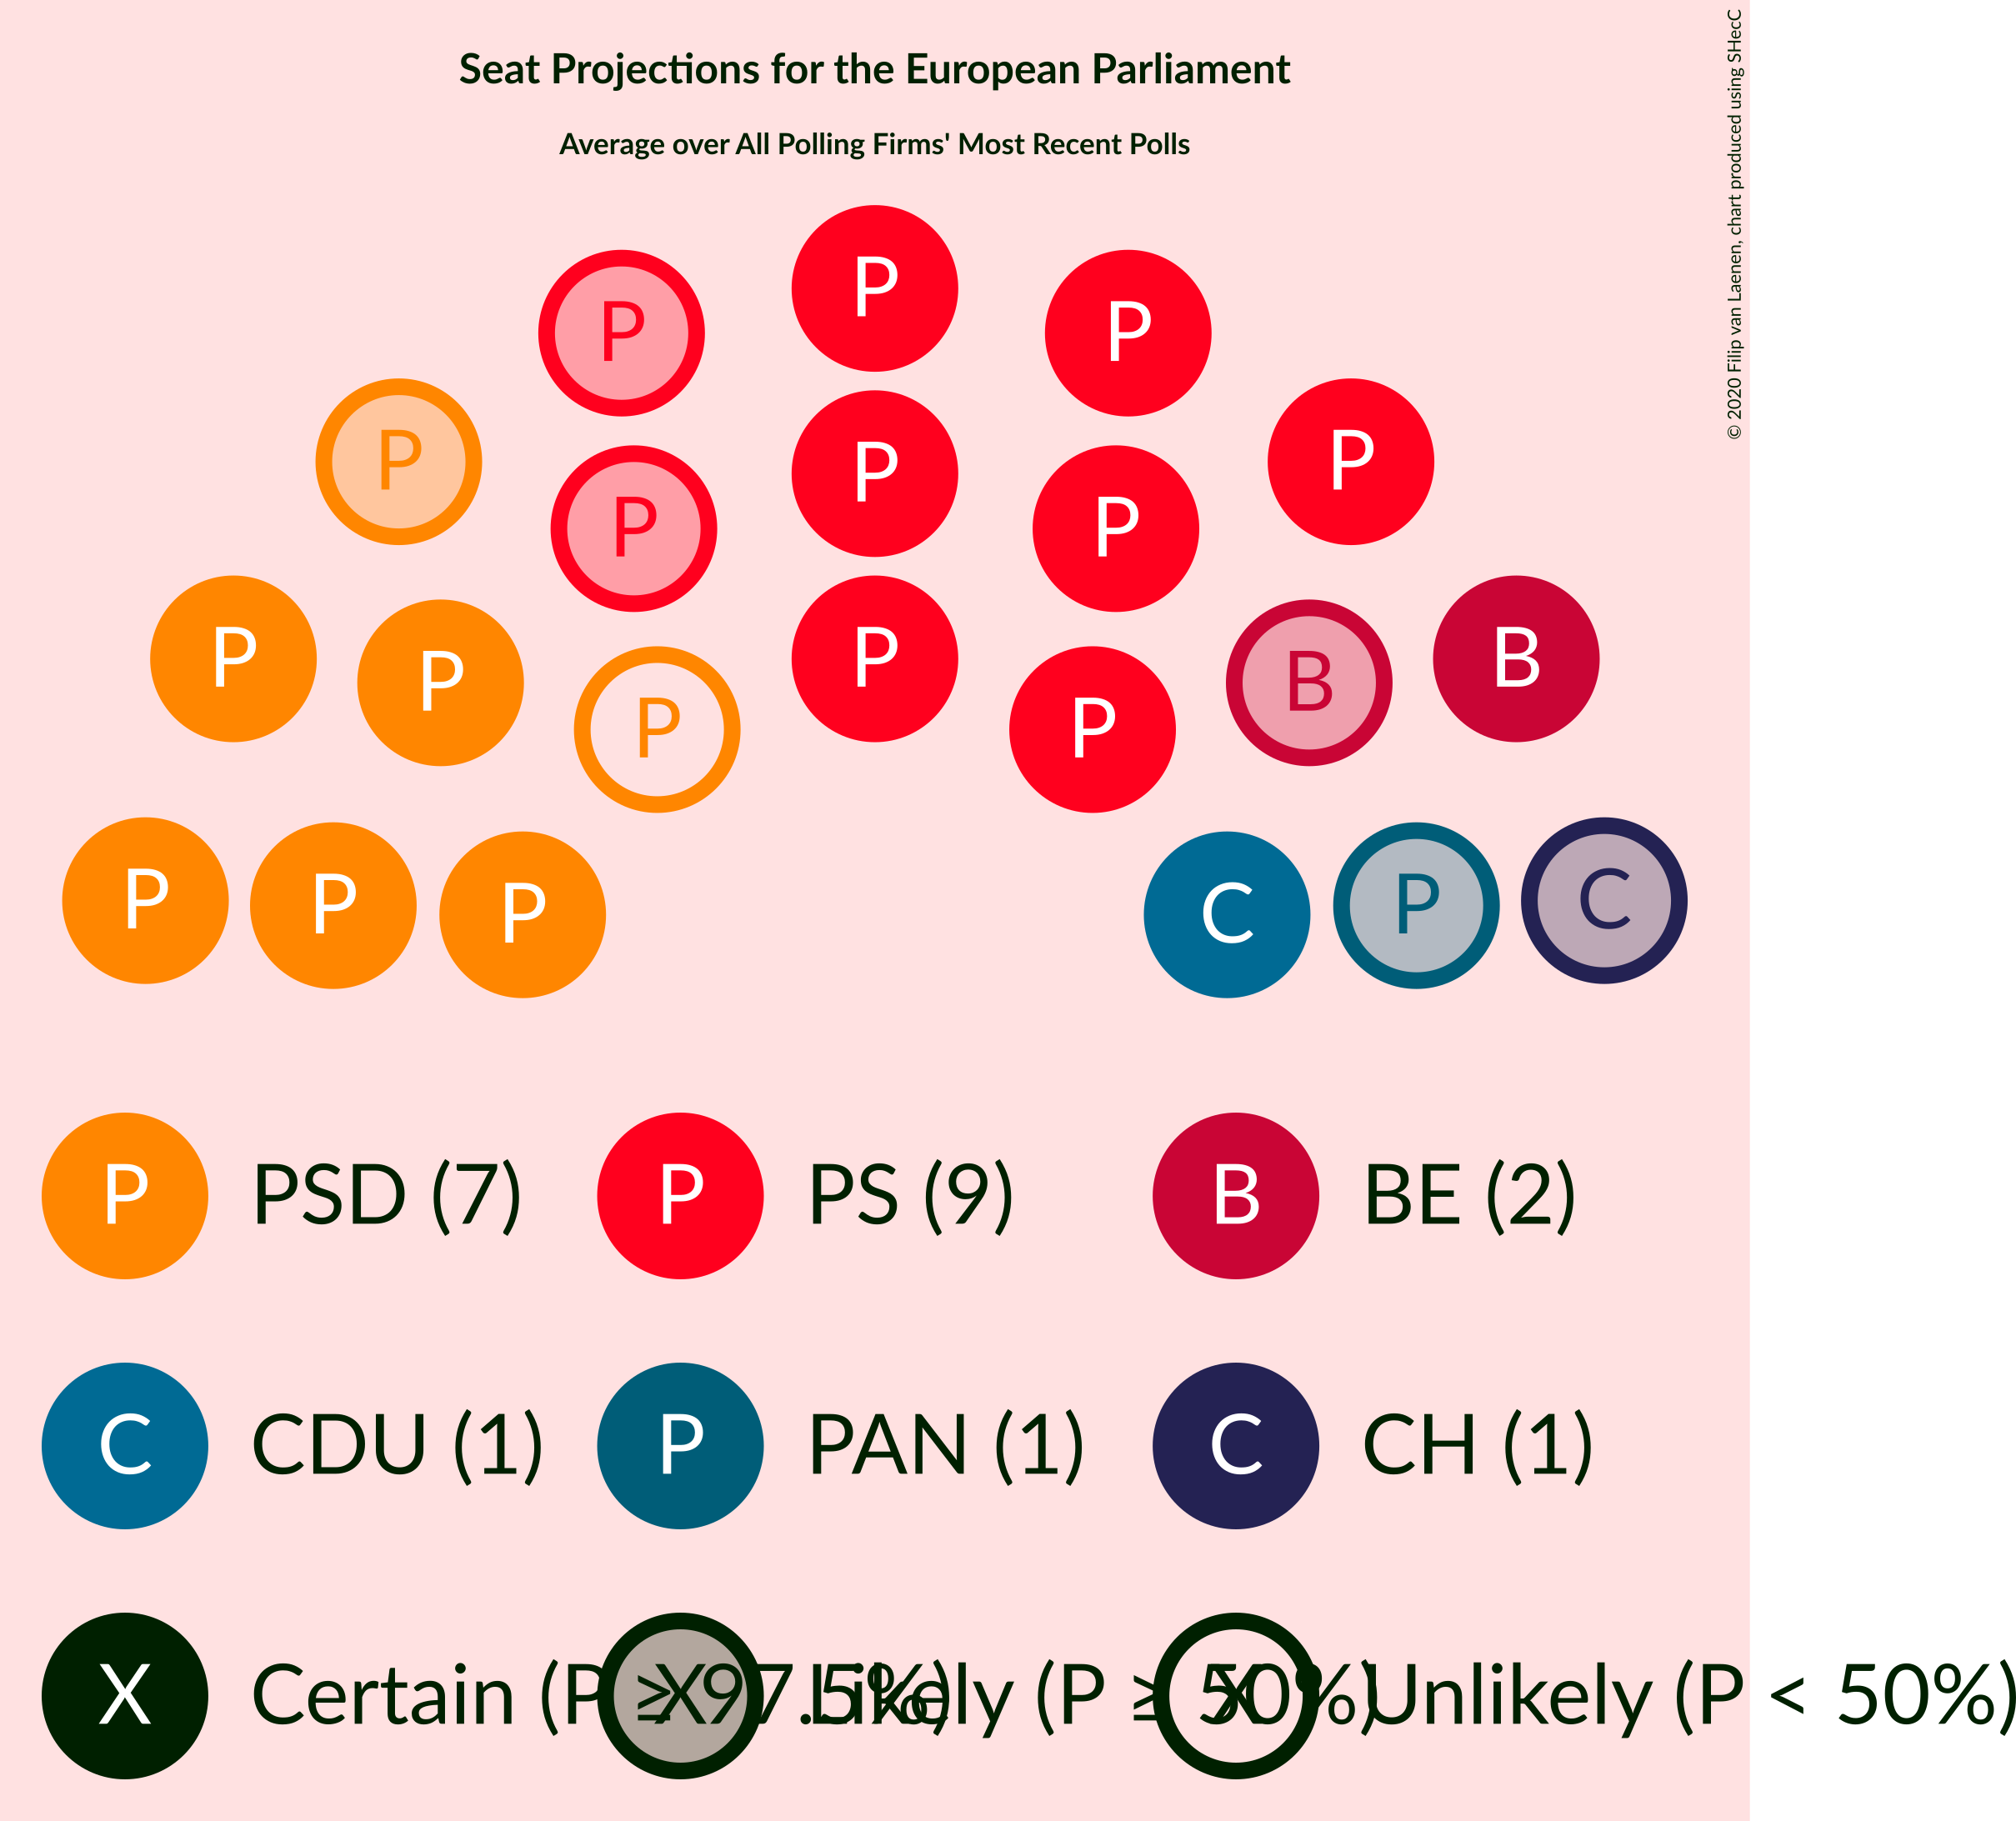 Seat Projections for the European Parliament
Average over All Polling Firms' Most Recent Polls
© 2020 Filip van Laenen, chart produced using SHecC
P
P P
P P
P
P P
P B
P P B
P P
P P P C P C
P PSD (7) P PS (9) B BE (2)
C CDU (1) P PAN (1) C CH (1)
X Certain (P ≥ 97.5%) X Likely (P ≥ 50%) X Unlikely (P < 50%)